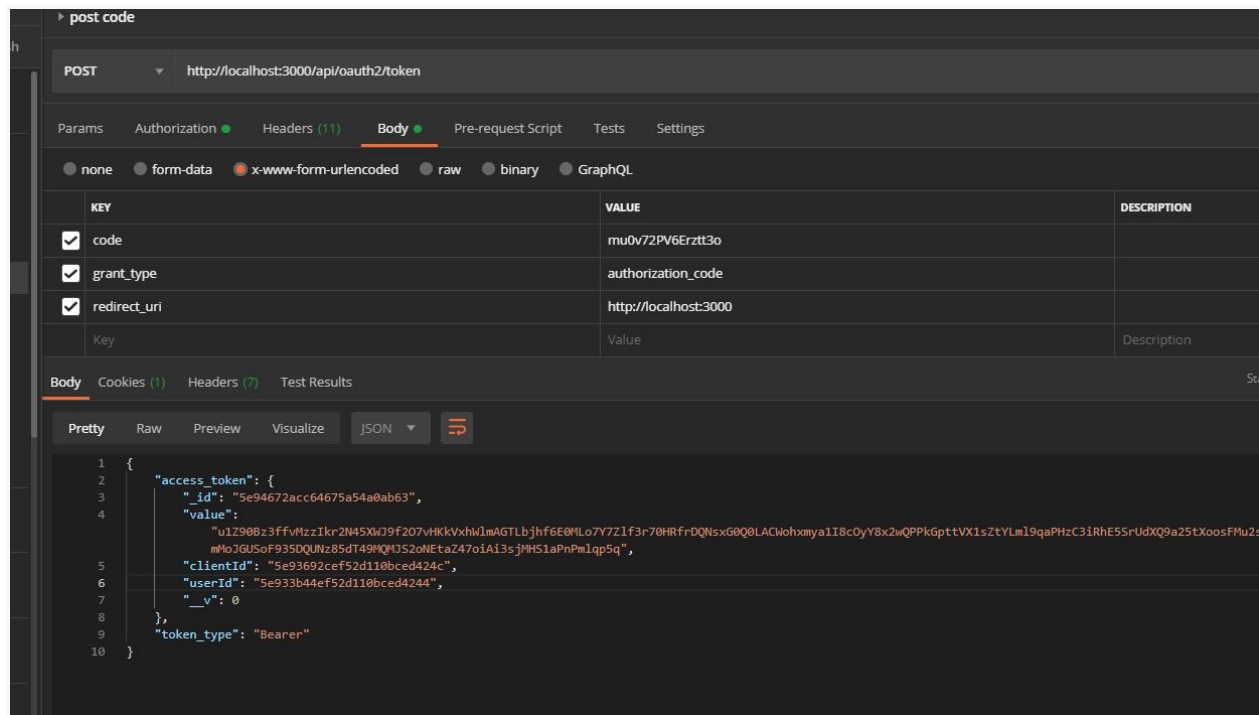 post code
sh
POST http://localhost:3000/api/oauth2/token
Params Authorization Headers (11) Body Pre-request Script Tests Settings
none form-data x-www-form-urlencoded raw binary GraphQL
KEY VALUE DESCRIPTION
code mu0v72PV6Erztt3o
grant_type authorization_code
redirect_uri http://localhost:3000
Key Value Description
Body Cookies (1) Headers (7) Test Results Sta
Pretty Raw Preview Visualize JSON
1 {
2 "access_token": {
3 "_id": "5e94672acc64675a54a0ab63",
4 "value":
"u1Z90Bz3ffvMzzIkr2N45XWJ9f2O7vHKkVxhWlmAGTLbjhf6E0MLo7Y7Zlf3r70HRfrDQNsxG0Q0LACWohxmya1I8cOyY8x2wQPPkGpttVX1sZtYLml9qaPHzC3iRhE5SrUdXQ9a25tXoosFMu2s
mMoJGUSoF935DQUNz85dT49MQMJS2oNEtaZ47oiAi3sjMHS1aPnPmlqp5q",
5 "clientId": "5e93692cef52d110bced424c",
6 "userId": "5e933b44ef52d110bced4244",
7 "__v": 0
8 },
9 "token_type": "Bearer"
10 }